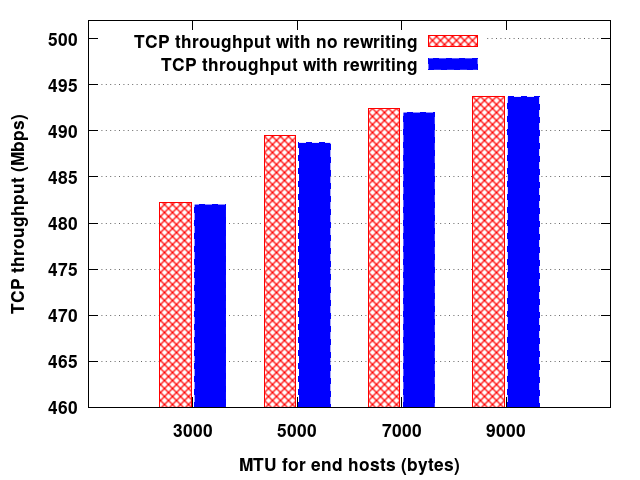 500
495
490
485
480
475
470
465
460
TCP throughput (Mbps)
TCP throughput with no rewriting
TCP throughput with rewriting
3000 5000 7000 9000
MTU for end hosts (bytes)